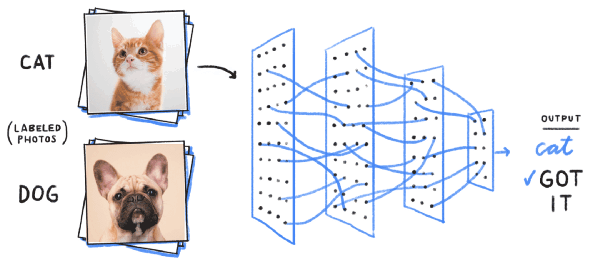 CAT
(LABELED
PHOTOS)
DOG
OUTPUT
cat
✓GOT
IT